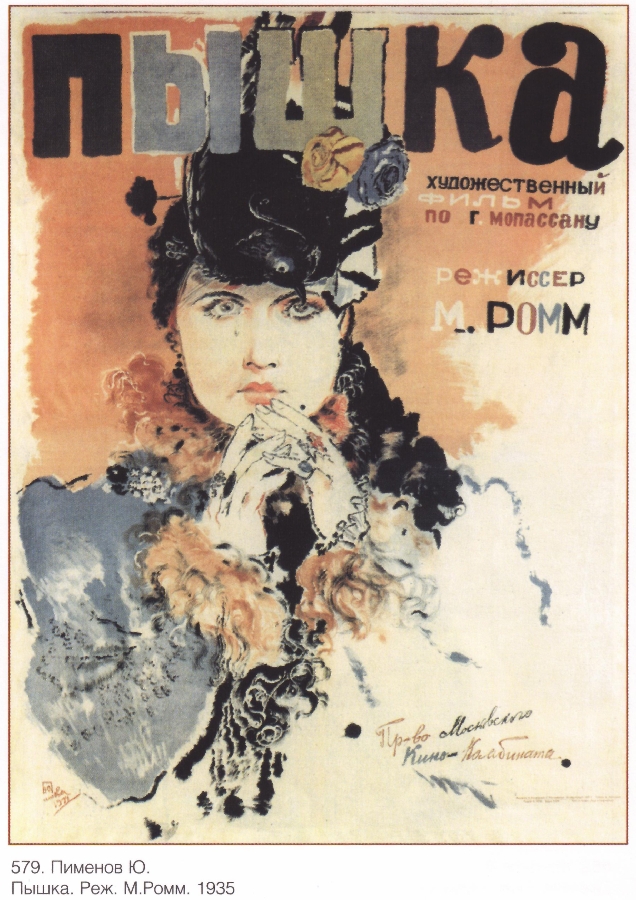 ПЫШКА
ХУДОЖЕСТВЕННЫЙ
ФИЛЬМ
ПО Г. МОПАССАНУ
РЕЖИССЕР
М. РОММ
Право Московского
Кино-Комбината.
579. Пименов Ю.
Пышка. Реж. М.Ромм. 1935